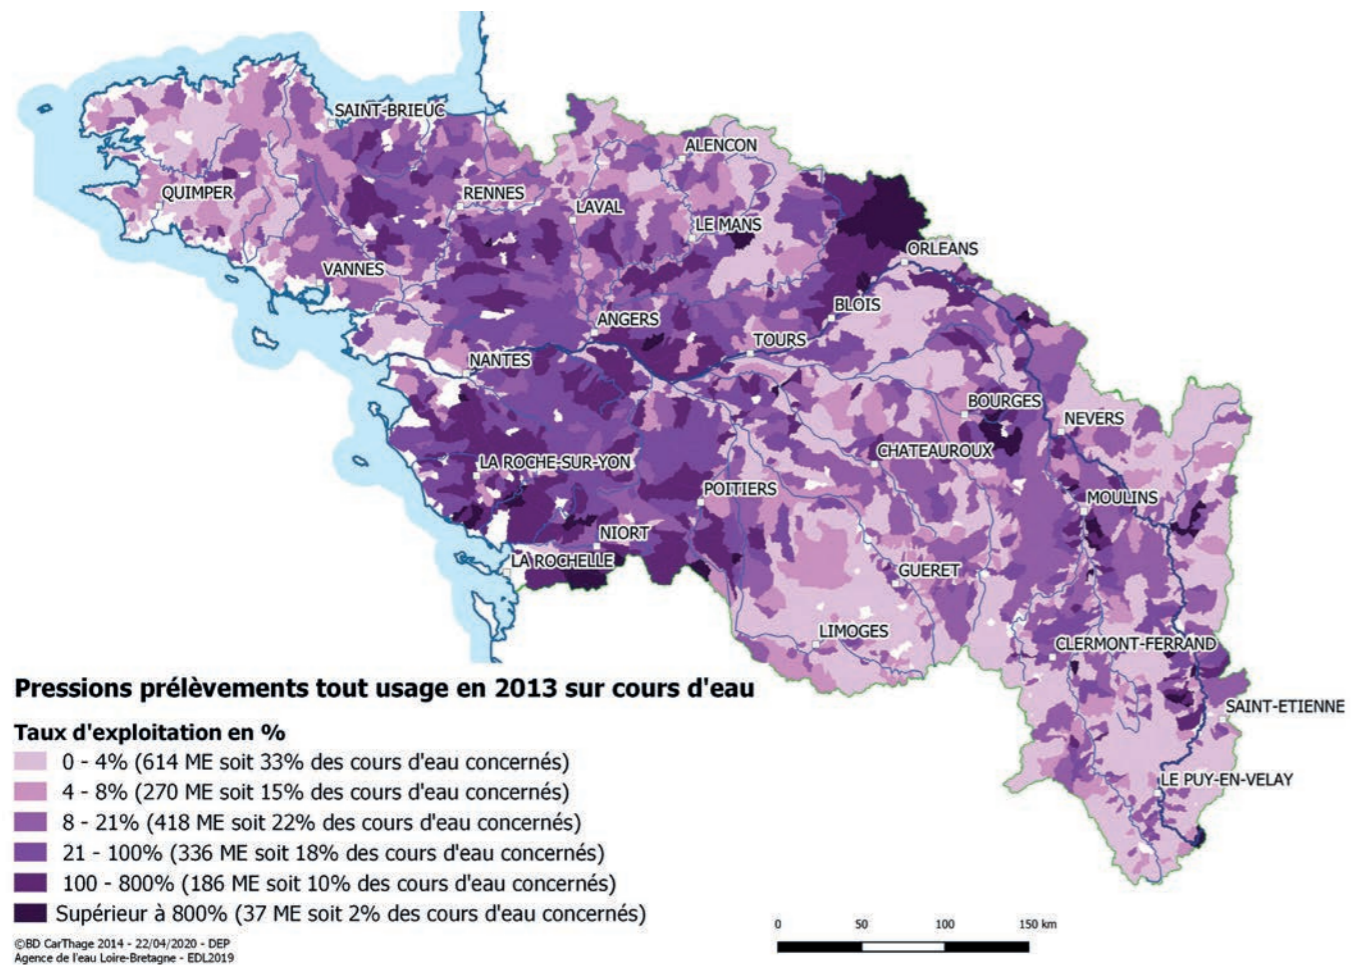 SAINT-BRIEUC
ALENCON
QUIMPER
RENNES
LAVAL
LE MANS
ORLEANS
VANNES
BLOIS
ANGERS
TOURS
NANTES
BOURGES
NEVERS
CHATEAUROUX
LA ROCHE-SUR-YON
POITIERS
MOULINS
NIORT
LA ROCHELLE
GUERET
LIMOGES
CLERMONT-FERRAND
SAINT-ETIENNE
LE PUY-EN-VELAY
Pressions prélèvements tout usage en 2013 sur cours d'eau
Taux d'exploitation en %
0 - 4% (614 ME soit 33% des cours d'eau concernés)
4 - 8% (270 ME soit 15% des cours d'eau concernés)
8 - 21% (418 ME soit 22% des cours d'eau concernés)
21 - 100% (336 ME soit 18% des cours d'eau concernés)
100 - 800% (186 ME soit 10% des cours d'eau concernés)
Supérieur à 800% (37 ME soit 2% des cours d'eau concernés)
©BD CarThage 2014 - 22/04/2020 - DEP
Agence de l'eau Loire-Bretagne - EDL2019
0 50 100 150 km